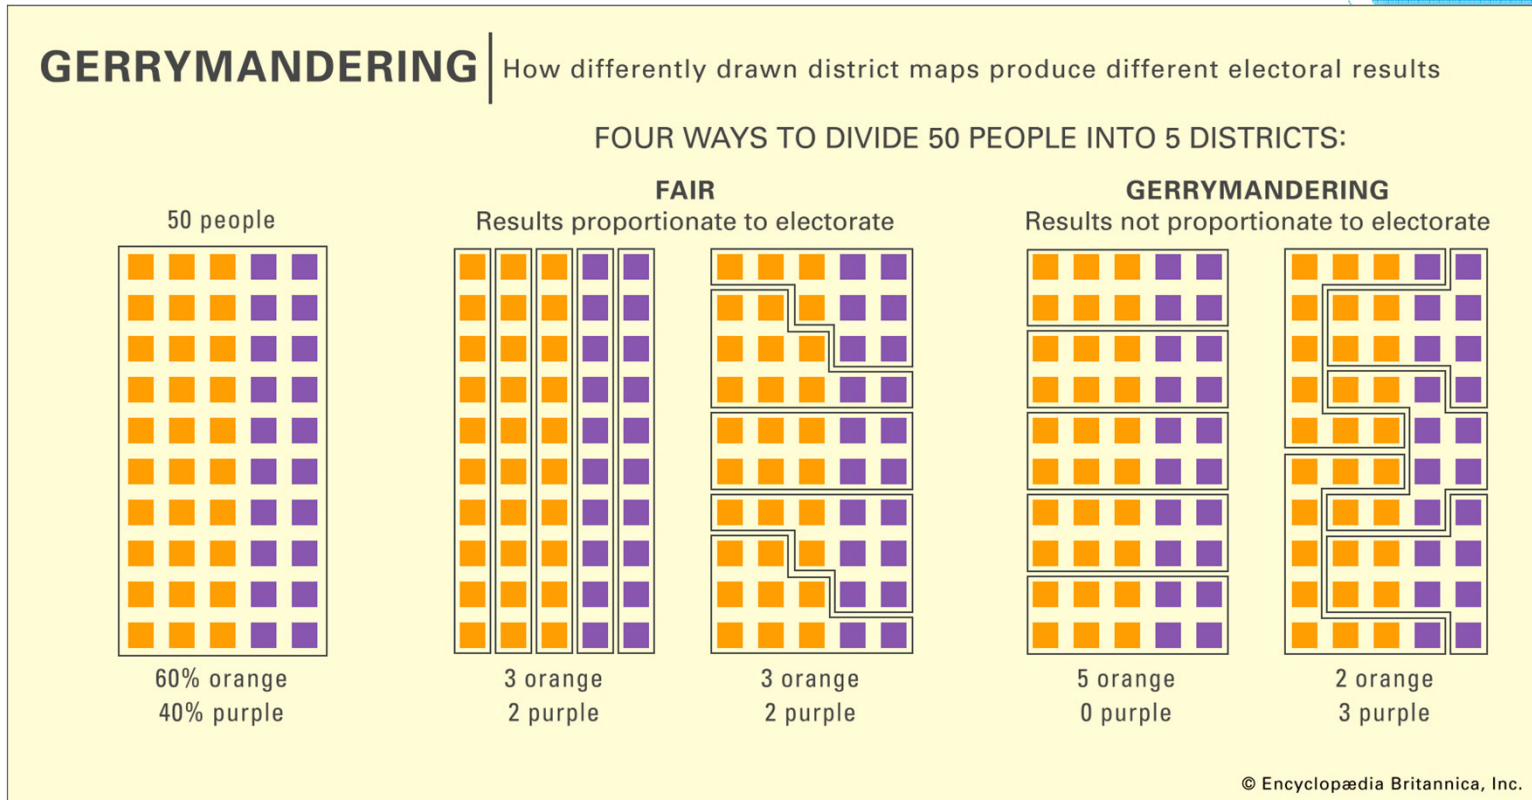 GERRYMANDERING
How differently drawn district maps produce different electoral results
FOUR WAYS TO DIVIDE 50 PEOPLE INTO 5 DISTRICTS:
50 people
60% orange
40% purple
FAIR
Results proportionate to electorate
3 orange
2 purple
3 orange
2 purple
GERRYMANDERING
Results not proportionate to electorate
5 orange
0 purple
2 orange
3 purple
© Encyclopædia Britannica, Inc.